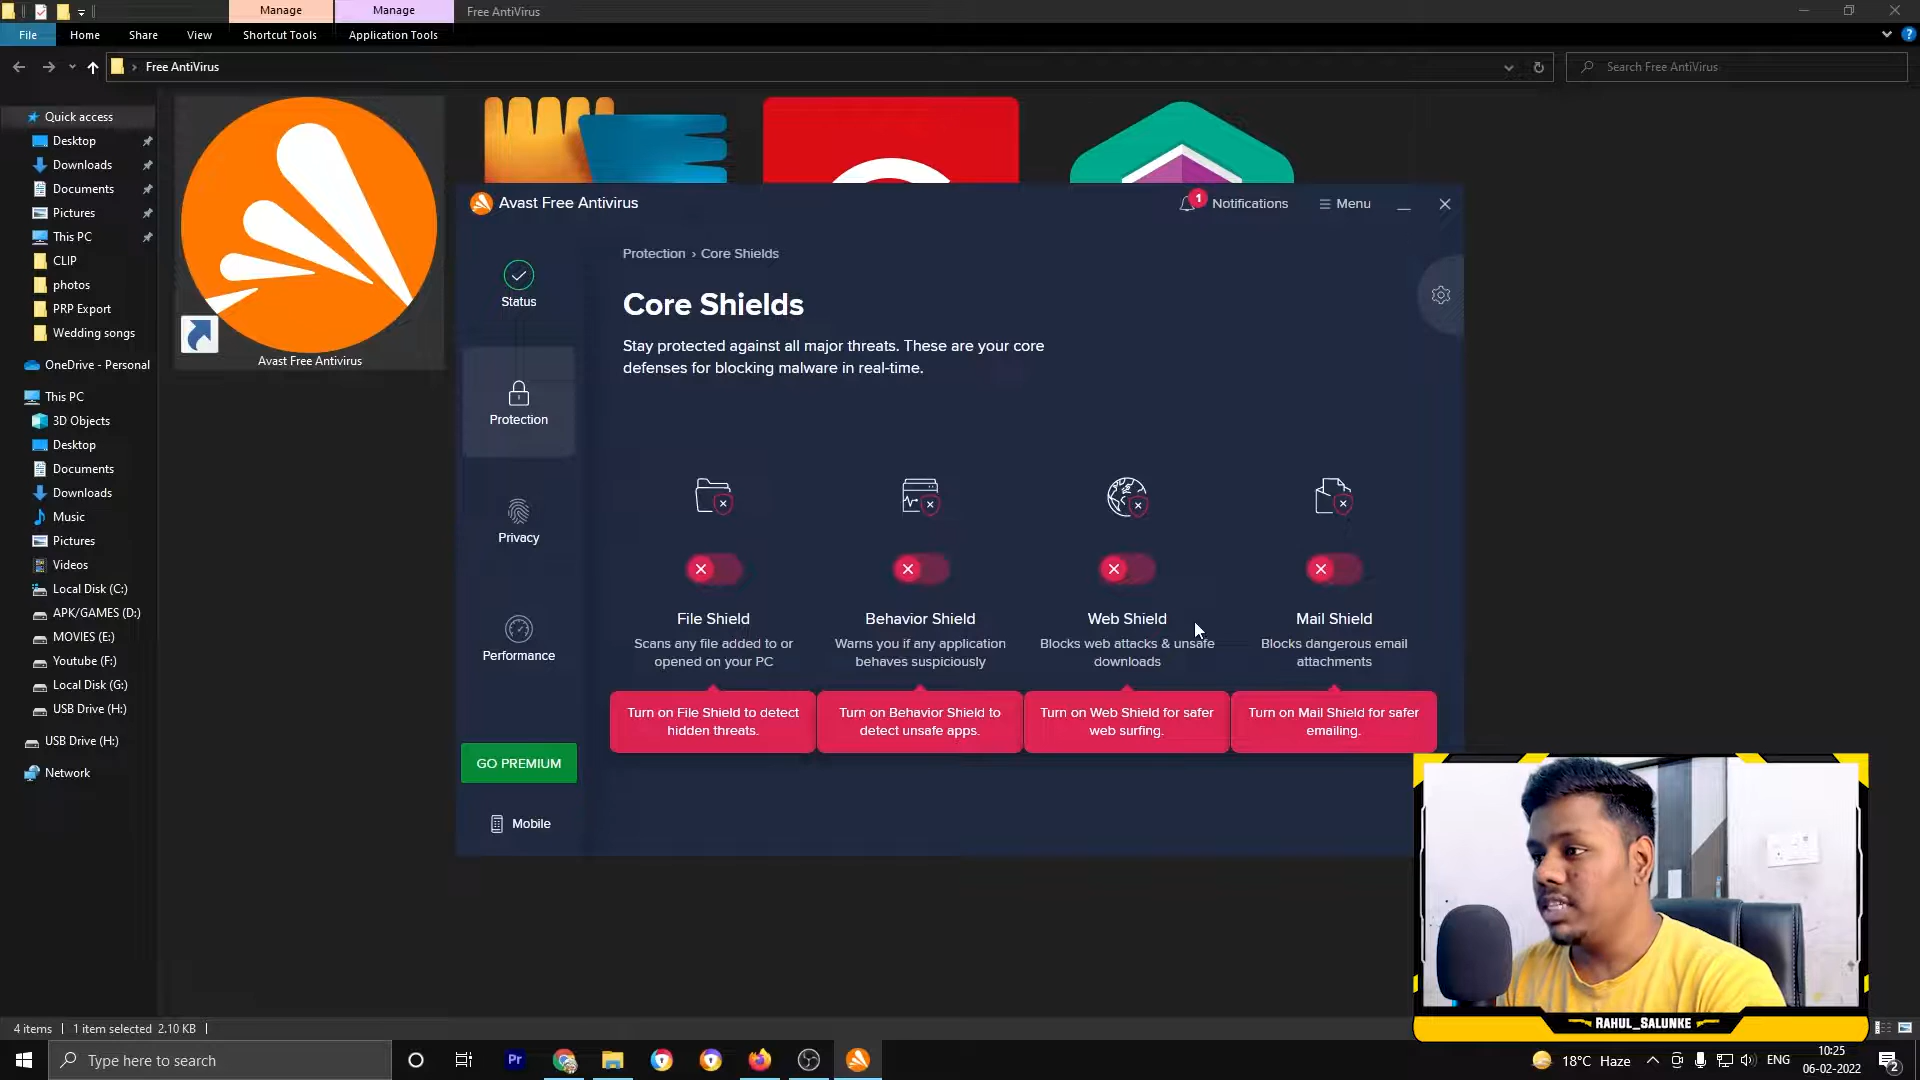 Manage
Manage
Free AntiVirus
File
Home
Share
View
Shortcut Tools
Application Tools
?
Free AntiVirus
Search Free AntiVirus
Quick access
Desktop
Downloads
Documents
Pictures
This PC
CLIP
photos
PRP Export
Wedding songs
OneDrive - Personal
This PC
3D Objects
Desktop
Documents
Downloads
Music
Pictures
Videos
Local Disk (C:)
APK/GAMES (D:)
MOVIES (E:)
Youtube (F:)
Local Disk (G:)
USB Drive (H:)
USB Drive (H:)
Network
Avast Free Antivirus
Avast Free Antivirus
1
Notifications
Menu
Status
Protection
Privacy
Performance
GO PREMIUM
Mobile
Protection › Core Shields
Core Shields
Stay protected against all major threats. These are your core
defenses for blocking malware in real-time.
File Shield
Scans any file added to or
opened on your PC
Turn on File Shield to detect
hidden threats.
Behavior Shield
Warns you if any application
behaves suspiciously
Turn on Behavior Shield to
detect unsafe apps.
Web Shield
Blocks web attacks & unsafe
downloads
Turn on Web Shield for safer
web surfing.
Mail Shield
Blocks dangerous email
attachments
Turn on Mail Shield for safer
emailing.
RAHUL_SALUNKE
4 items
1 item selected 2.10 KB
Type here to search
Pr
18°C Haze
ENG
10:25
06-02-2022
2